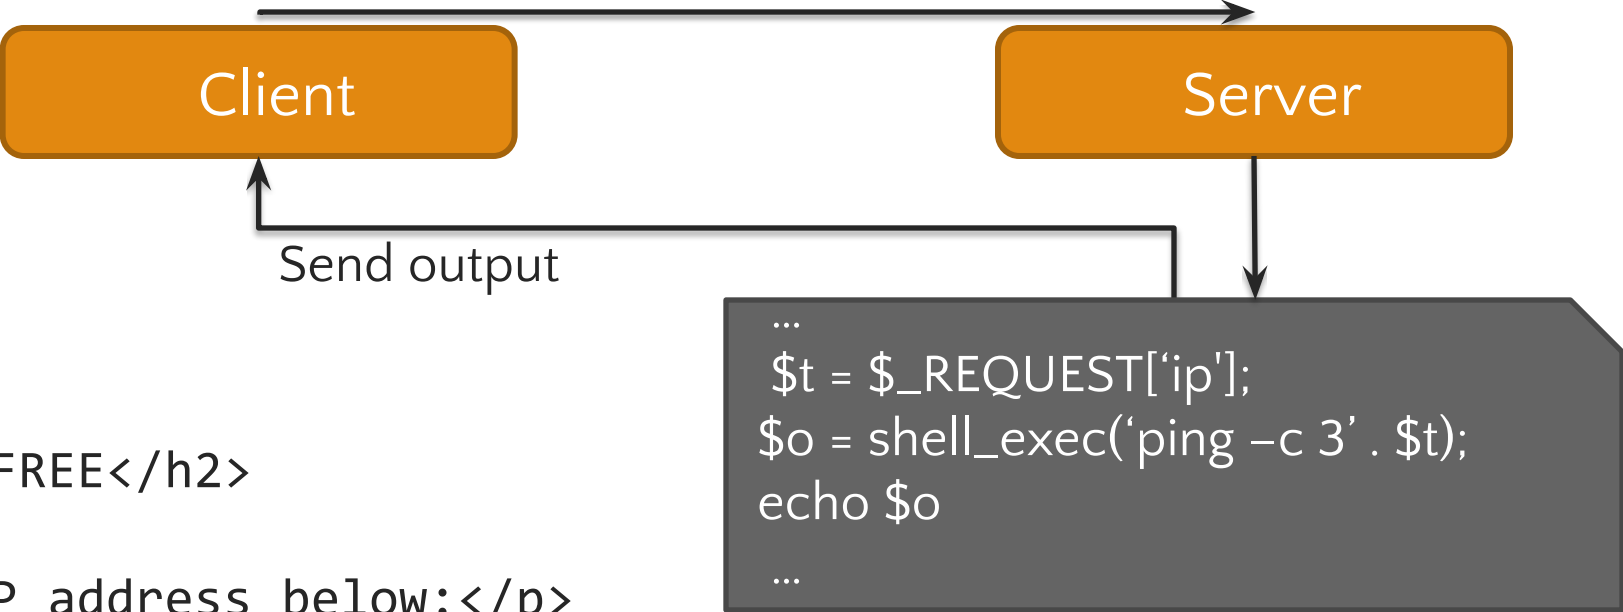 Client
Server
Send output
...
$t = $_REQUEST[‘ip'];
$o = shell_exec(‘ping –c 3’ . $t);
echo $o
...
FREE</h2>
P address below:</p>